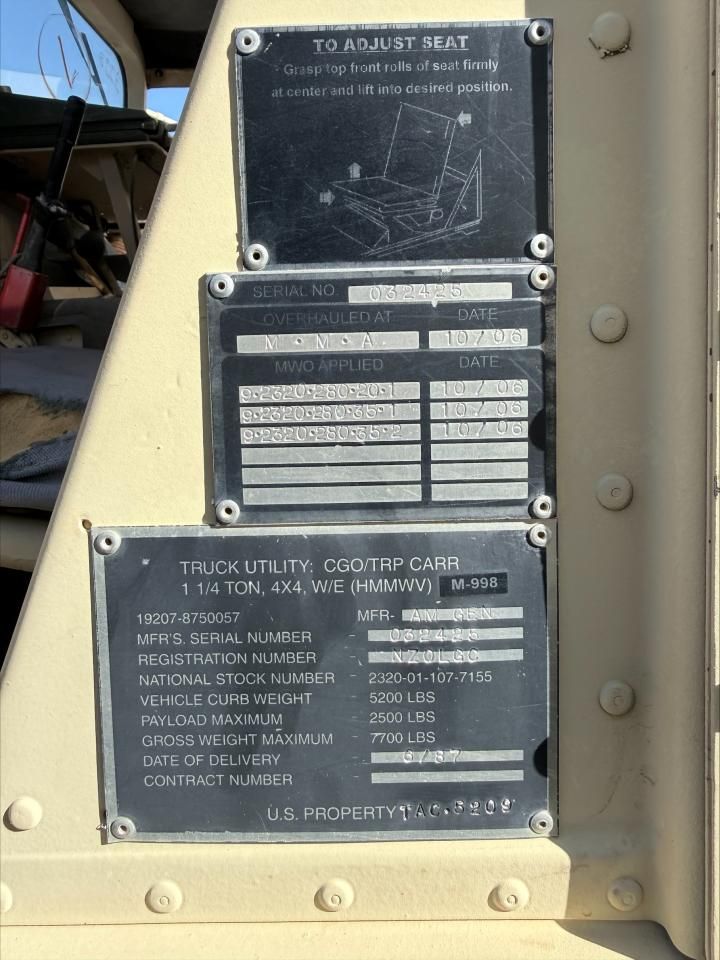 TO ADJUST SEAT
Grasp top front rolls of seat firmly
at center and lift into desired position.
SERIAL NO. 032425
OVERHAULED AT DATE
M·M·A 10/06
MWO APPLIED DATE
9·2320·280·20·1 10/06
9·2320·280·35·1 10/06
9·2320·280·35·2 10/06
TRUCK UTILITY: CGO/TRP CARR
1 1/4 TON, 4X4, W/E (HMMWV) M-998
19207-8750057 MFR- AM GEN
MFR'S. SERIAL NUMBER - 032425
REGISTRATION NUMBER - NZ0LGC
NATIONAL STOCK NUMBER - 2320-01-107-7155
VEHICLE CURB WEIGHT - 5200 LBS
PAYLOAD MAXIMUM - 2500 LBS
GROSS WEIGHT MAXIMUM - 7700 LBS
DATE OF DELIVERY - 6/87
CONTRACT NUMBER -
U.S. PROPERTY TAC·5209